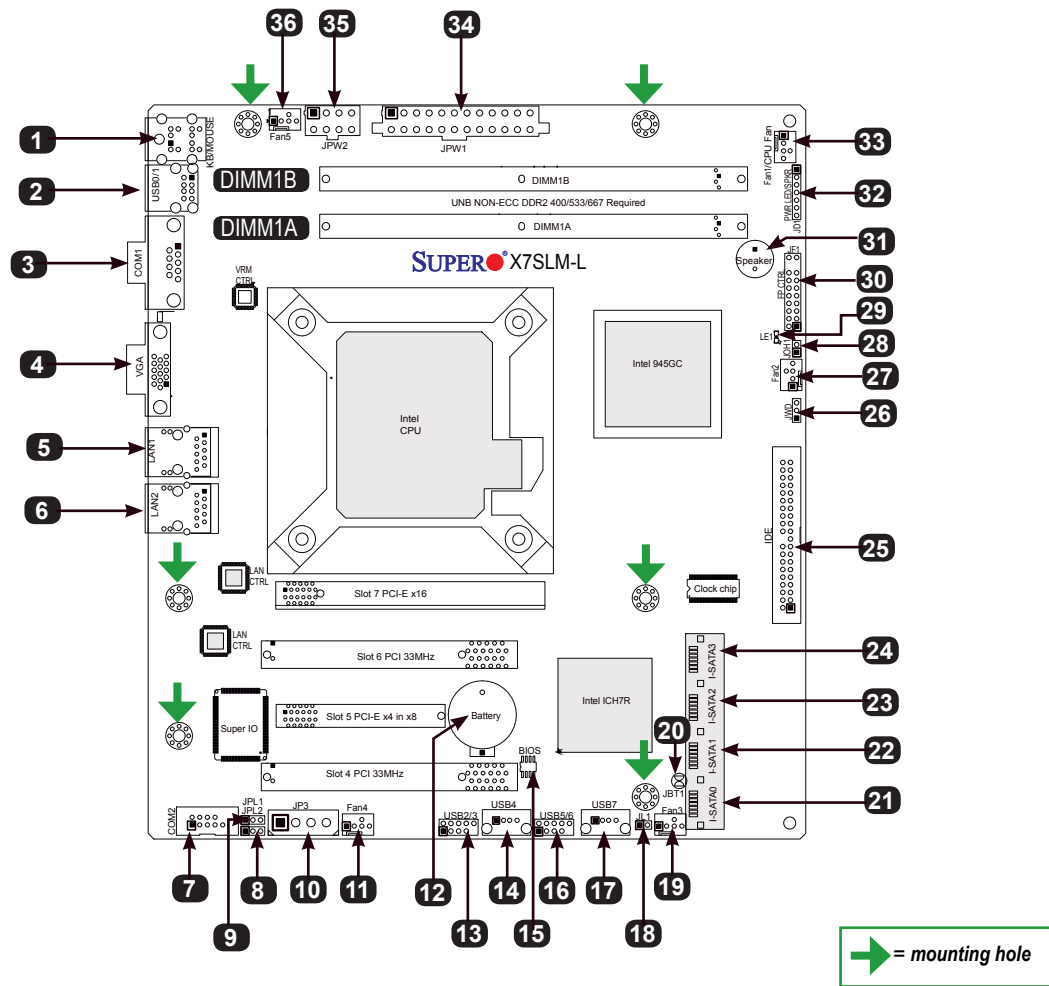 36
35
34
1
KB/MOUSE
Fan5
JPW2
JPW1
Fan1/CPU Fan
33
2
USB0/1
DIMM1B
DIMM1B
PWR LED/SPKR
JD1
32
UNB NON-ECC DDR2 400/533/667 Required
DIMM1A
DIMM1A
31
3
COM1
SUPER X7SLM-L
Speaker
JF1
FP CTRL
30
VRM
CTRL
29
LE1
JOH1
28
4
VGA
Intel 945GC
Fan2
27
Intel
CPU
JWD
26
5
LAN1
6
LAN2
IDE
25
LAN
CTRL
Slot 7 PCI-E x16
Clock chip
LAN
CTRL
Slot 6 PCI 33MHz
I-SATA3
24
Intel ICH7R
I-SATA2
23
Super IO
Slot 5 PCI-E x4 in x8
Battery
20
I-SATA1
22
BIOS
Slot 4 PCI 33MHz
JBT1
I-SATA0
21
COM2
JPL1
JPL2
JP3
Fan4
USB2/3
USB4
USB5/6
USB7
JL1
Fan3
7
8
10
11
12
14
16
17
19
9
13
15
18
= mounting hole